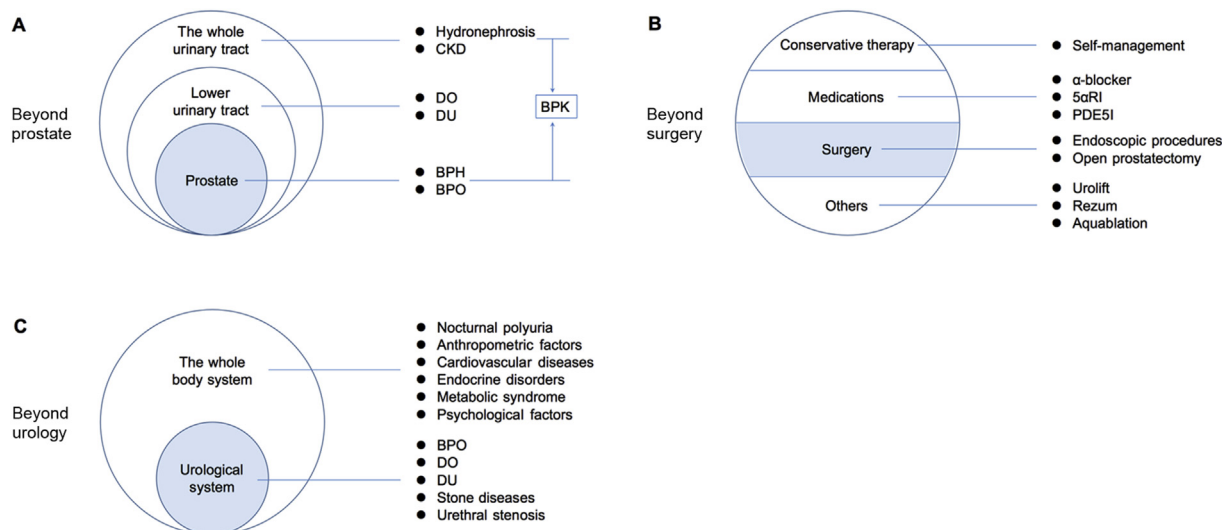 A
Beyond
prostate
The whole
urinary tract
Lower
urinary tract
Prostate
● Hydronephrosis
● CKD
● DO
● DU
● BPH
● BPO
BPK
B
Beyond
surgery
Conservative therapy
Medications
Surgery
Others
● Self-management
● α-blocker
● 5αRI
● PDE5I
● Endoscopic procedures
● Open prostatectomy
● Urolift
● Rezum
● Aquablation
C
Beyond
urology
The whole
body system
Urological
system
● Nocturnal polyuria
● Anthropometric factors
● Cardiovascular diseases
● Endocrine disorders
● Metabolic syndrome
● Psychological factors
● BPO
● DO
● DU
● Stone diseases
● Urethral stenosis